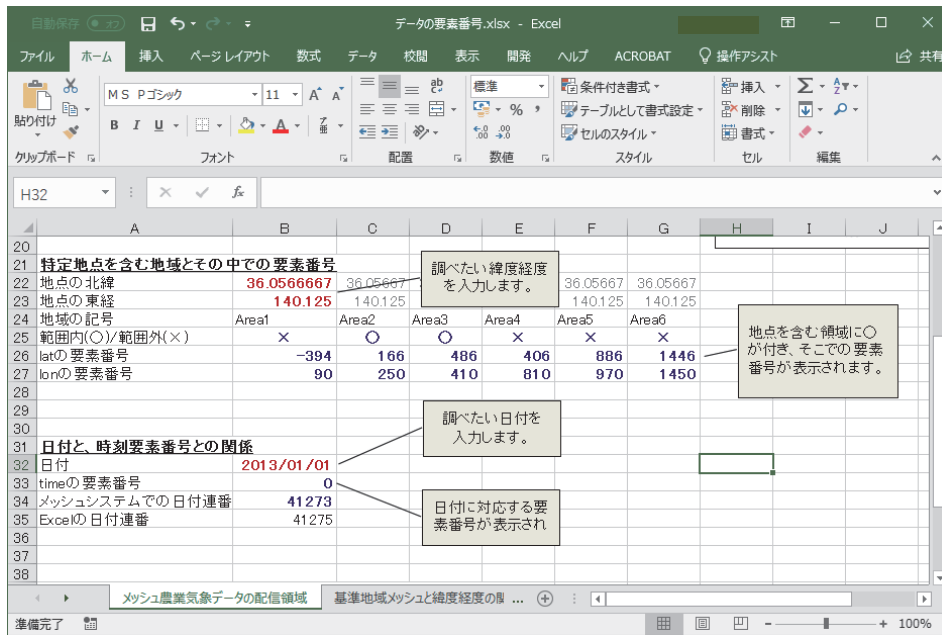 自動保存 オフ データの要素番号.xlsx - Excel
ファイル ホーム 挿入 ページレイアウト 数式 データ 校閲 表示 開発 ヘルプ ACROBAT 操作アシスト 共有
貼り付け
MS Pゴシック 11 A A
B I U A
ab
標準
% ,
条件付き書式
テーブルとして書式設定
セルのスタイル
挿入
削除
書式
クリップボード フォント 配置 数値 スタイル セル 編集
H32 fx
A B C D E F G H I J
20
21 特定地点を含む地域とその中での要素番号
22 地点の北緯 36.0566667 36.05667 36.05667 36.05667
23 地点の東経 140.125 140.125 140.125 140.125
24 地域の記号 Area1 Area2 Area3 Area4 Area5 Area6
25 範囲内(○)/範囲外(×) × ○ ○ × × ×
26 latの要素番号 -394 166 486 406 886 1446
27 lonの要素番号 90 250 410 810 970 1450
調べたい緯度経度
を入力します。
地点を含む領域に○
が付き、そこでの要素
番号が表示されます。
28
29
30
31 日付と、時刻要素番号との関係
32 日付 2013/01/01
33 timeの要素番号 0
34 メッシュシステムでの日付連番 41273
35 Excelの日付連番 41275
調べたい日付を
入力します。
日付に対応する要
素番号が表示され
36
37
38
メッシュ農業気象データの配信領域 基準地域メッシュと緯度経度の関 ...
準備完了 100%